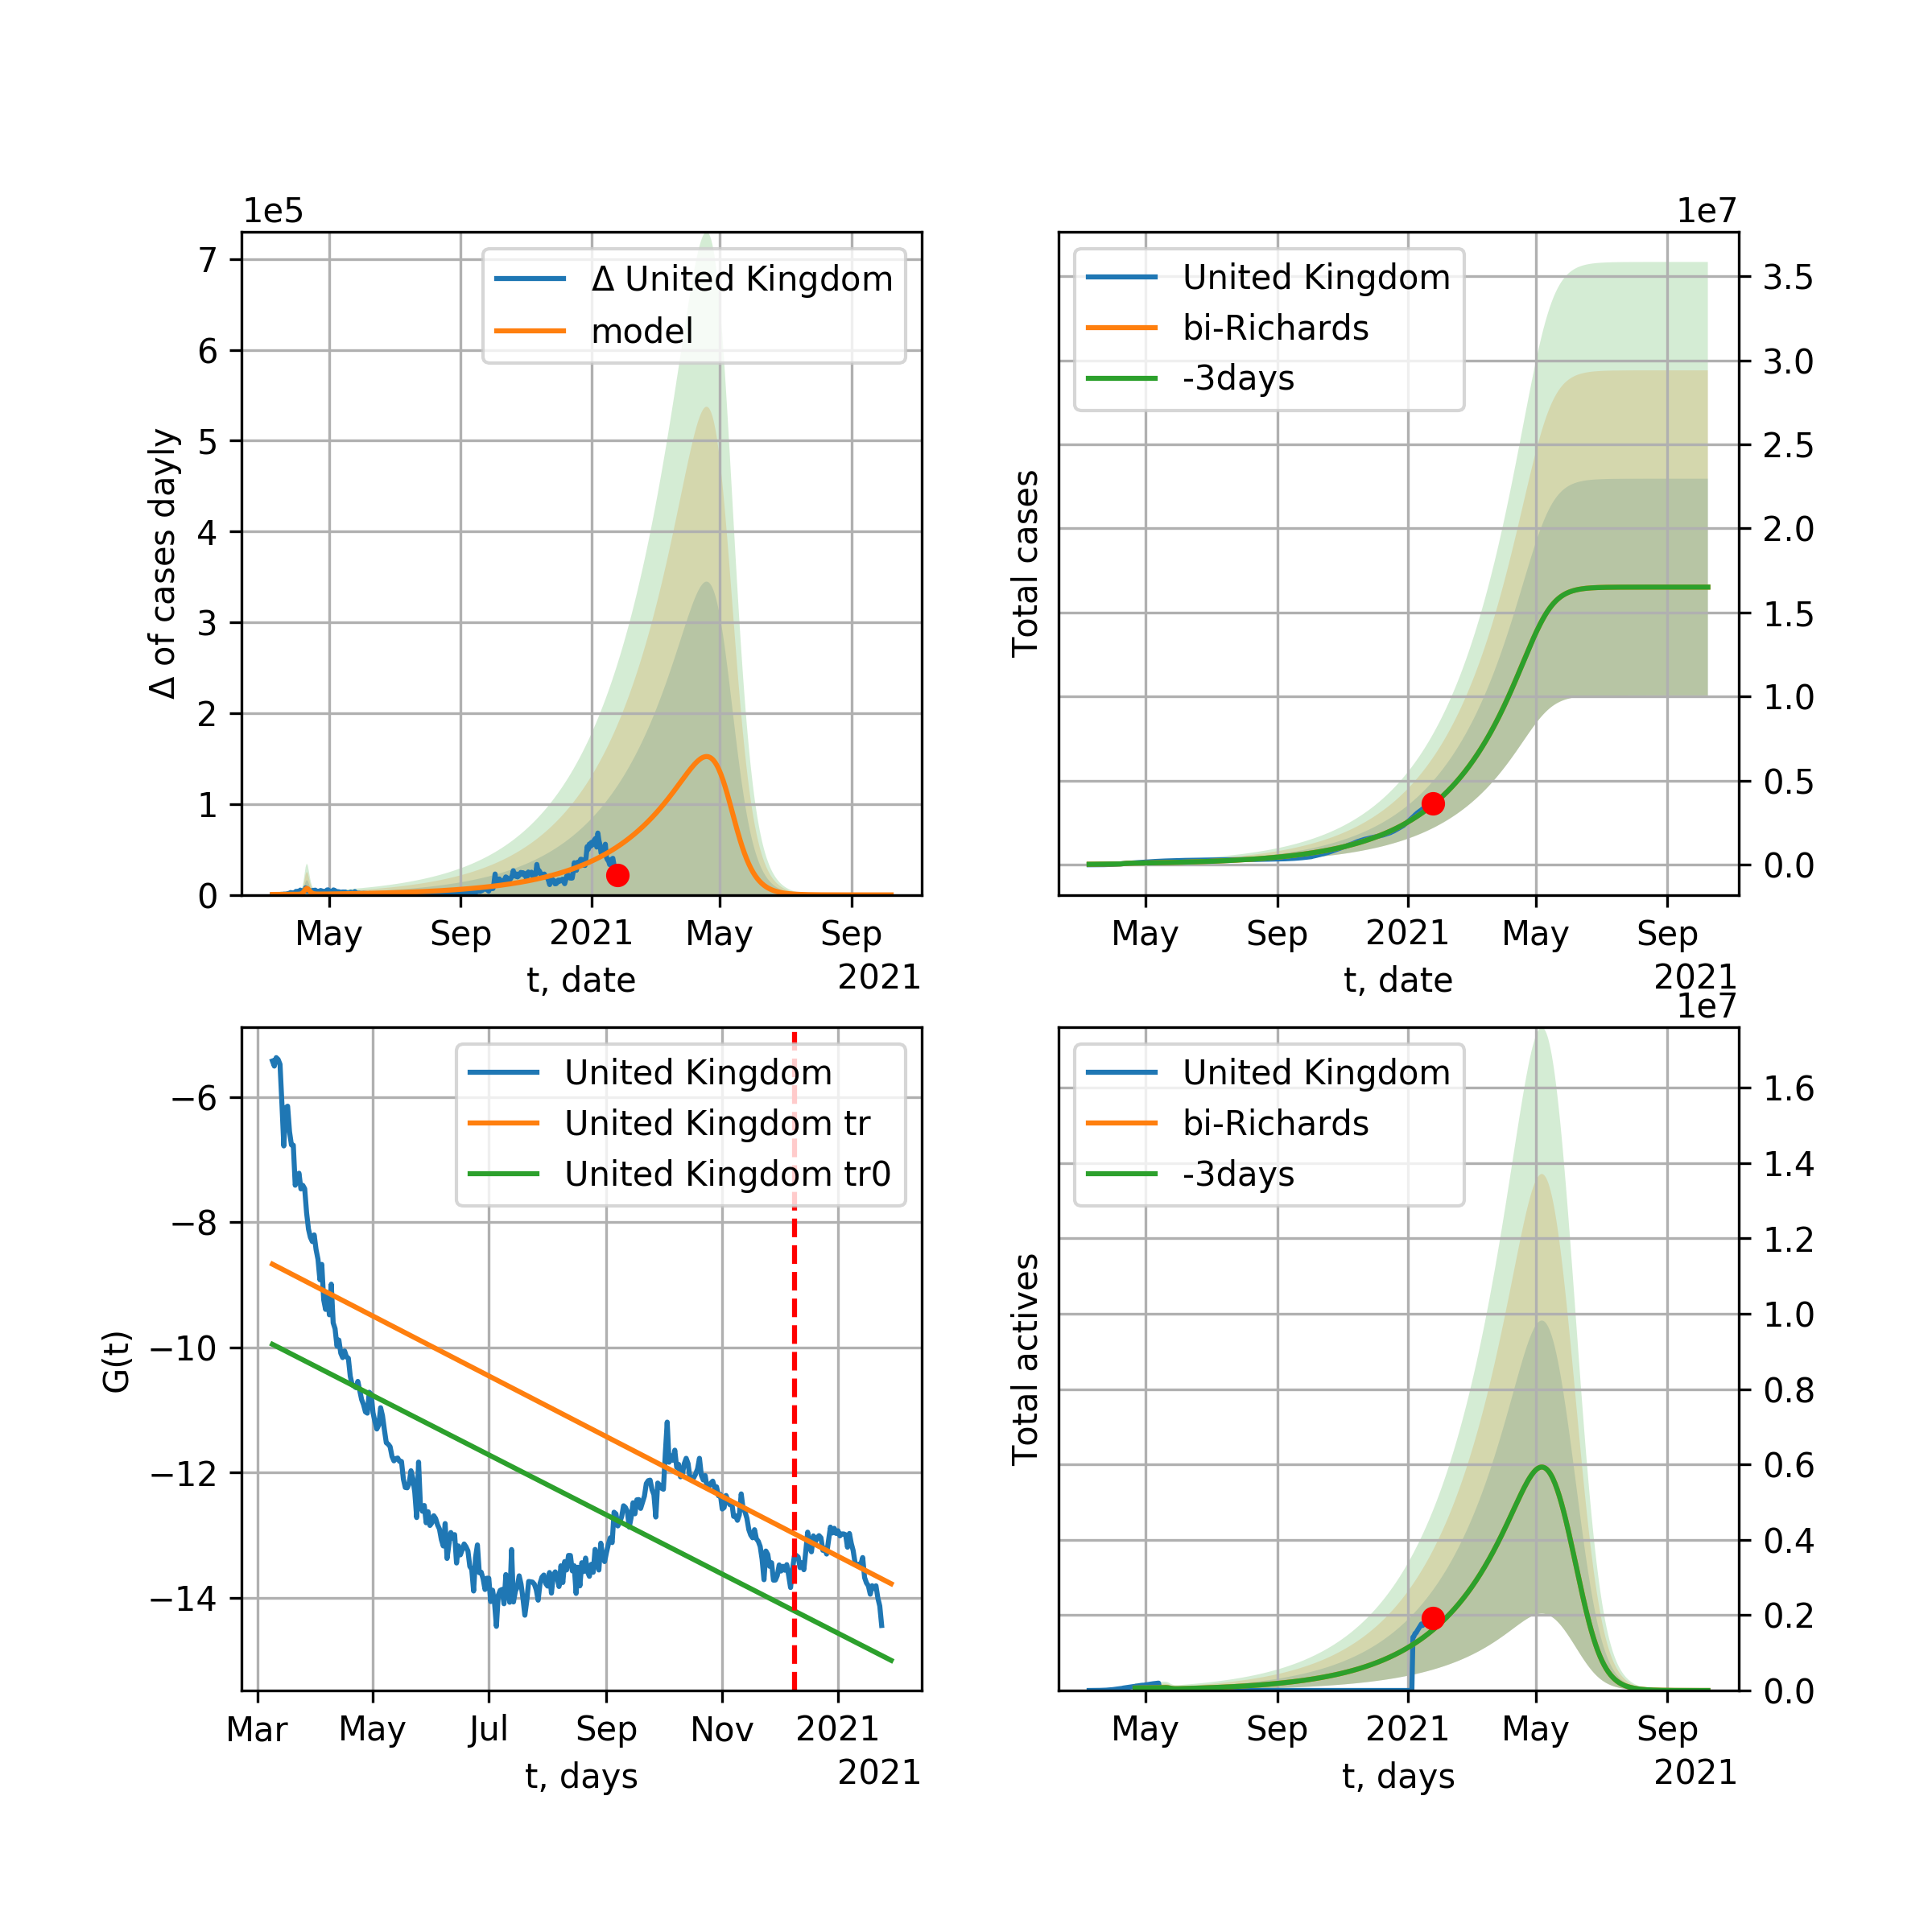 1e5
7
6
5
4
3
2
1
0
Δ of cases dayly
Δ United Kingdom
model
May Sep 2021 May Sep
t, date
2021
1e7
3.5
3.0
2.5
2.0
1.5
1.0
0.5
0.0
Total cases
United Kingdom
bi-Richards
-3days
May Sep 2021 May Sep
t, date
2021
−6
−8
−10
−12
−14
G(t)
United Kingdom
United Kingdom tr
United Kingdom tr0
Mar May Jul Sep Nov 2021
t, days
2021
1e7
1.6
1.4
1.2
1.0
0.8
0.6
0.4
0.2
0.0
Total actives
United Kingdom
bi-Richards
-3days
May Sep 2021 May Sep
t, days
2021